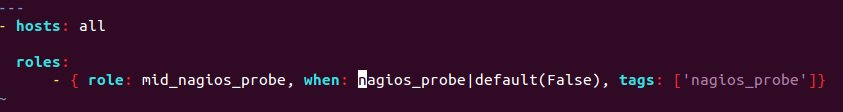 ---
- hosts: all
  roles:
      - { role: mid_nagios_probe, when: nagios_probe|default(False), tags: ['nagios_probe']}
~